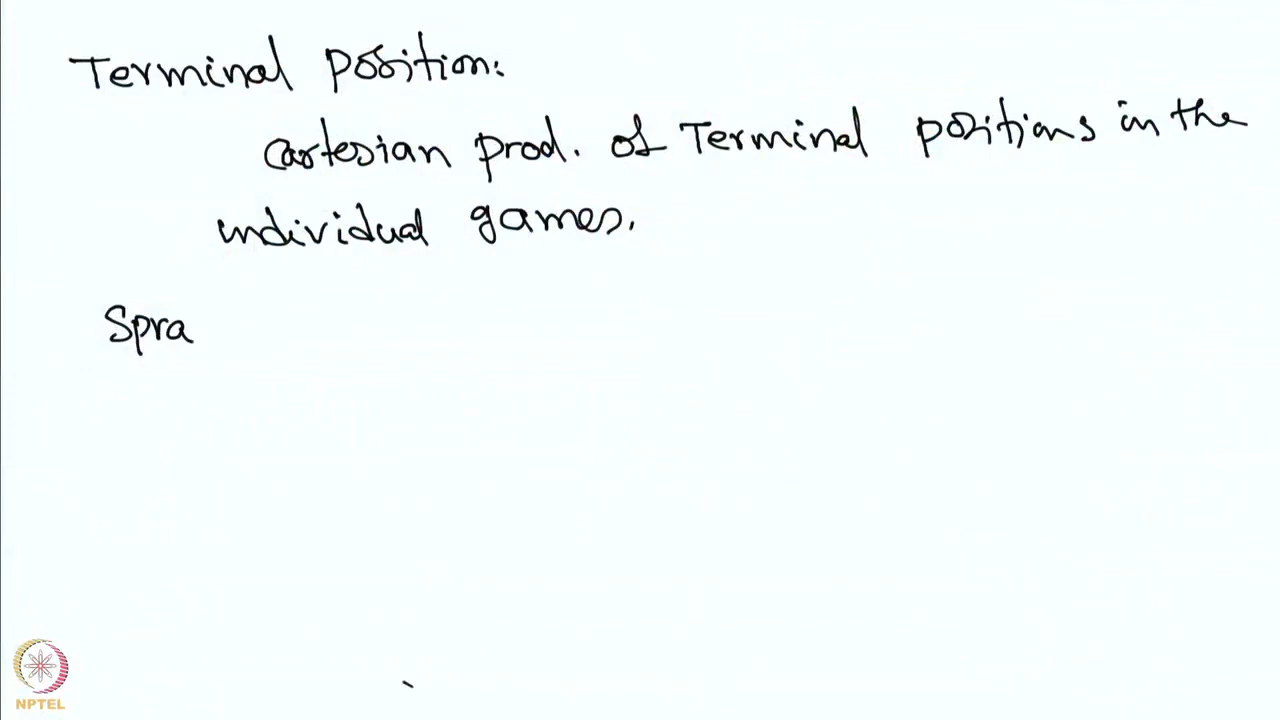 Terminal position:
cartesian prod. of Terminal positions in the
individual games.
Spra
NPTEL